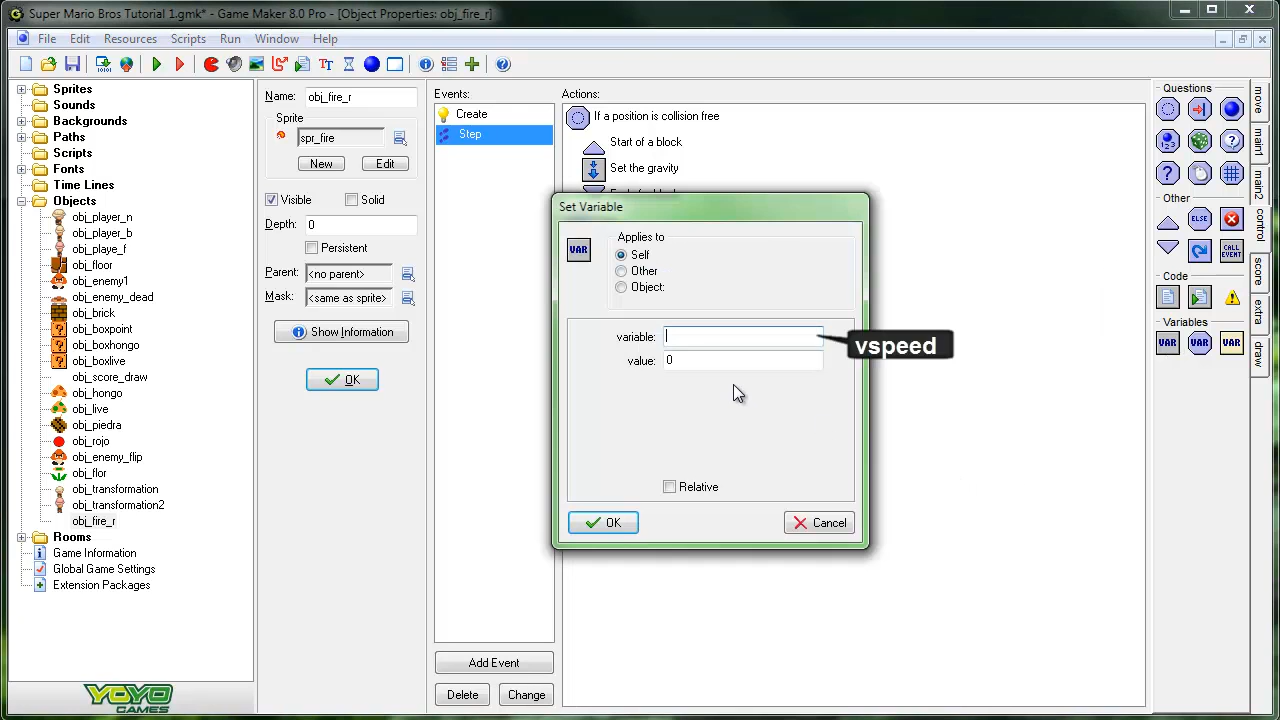 Super Mario Bros Tutorial 1.gmk* - Game Maker 8.0 Pro - [Object Properties: obj_fire_r]
File Edit Resources Scripts Run Window Help
Sprites
Sounds
Backgrounds
Paths
Scripts
Fonts
Time Lines
Objects
obj_player_n
obj_player_b
obj_playe_f
obj_floor
obj_enemy1
obj_enemy_dead
obj_brick
obj_boxpoint
obj_boxhongo
obj_boxlive
obj_score_draw
obj_hongo
obj_live
obj_piedra
obj_rojo
obj_enemy_flip
obj_flor
obj_transformation
obj_transformation2
obj_fire_r
Rooms
Game Information
Global Game Settings
Extension Packages
YOYO
GAMES
Name: obj_fire_r
Sprite
spr_fire
New Edit
Visible Solid
Depth: 0
Persistent
Parent: <no parent>
Mask: <same as sprite>
Show Information
OK
Events:
Create
Step
Add Event
Delete Change
Actions:
If a position is collision free
Start of a block
Set the gravity
Set Variable
VAR
Applies to
Self
Other
Object:
variable:
value: 0
Relative
OK Cancel
vspeed
Questions
Other
ELSE
CALL
EVENT
Code
Variables
VAR VAR VAR
move
main1
main2
control
score
extra
draw